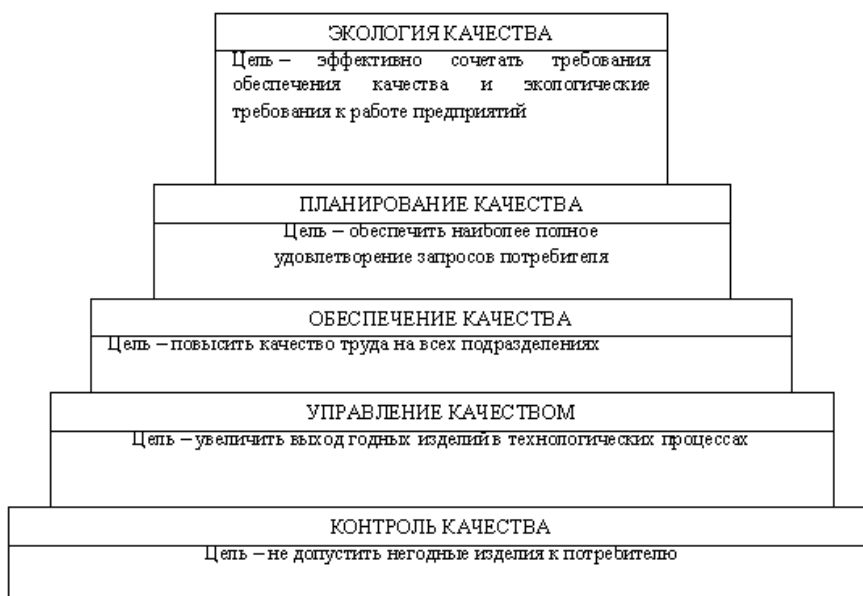 ЭКОЛОГИЯ КАЧЕСТВА
Цель – эффективно сочетать требования
обеспечения качества и экологические
требования к работе предприятий
ПЛАНИРОВАНИЕ КАЧЕСТВА
Цель – обеспечить наиболее полное
удовлетворение запросов потребителя
ОБЕСПЕЧЕНИЕ КАЧЕСТВА
Цель – повысить качество труда на всех подразделениях
УПРАВЛЕНИЕ КАЧЕСТВОМ
Цель – увеличить выход годных изделий в технологических процессах
КОНТРОЛЬ КАЧЕСТВА
Цель – не допустить негодные изделия к потребителю